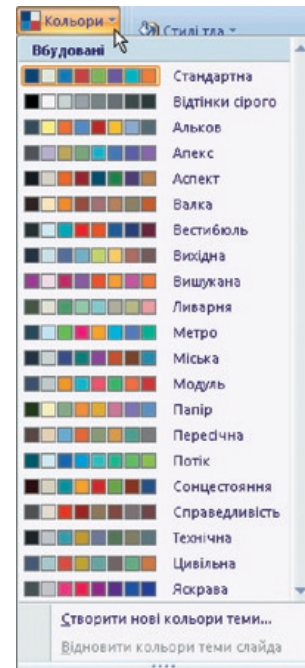 Кольори
Стилі тла
Вбудовані
Стандартна
Відтінки сірого
Альков
Апекс
Аспект
Валка
Вестибюль
Вихідна
Вишукана
Ливарня
Метро
Міська
Модуль
Папір
Пересічна
Потік
Сонцестояння
Справедливість
Технічна
Цивільна
Яскрава
Створити нові кольори теми...
Відновити кольори теми слайда